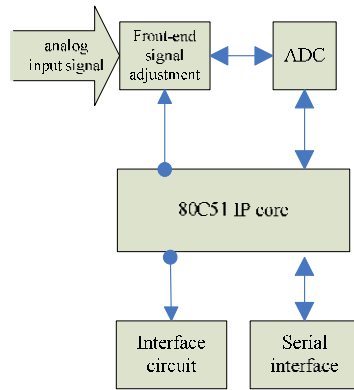 analog
input signal
Front-end
signal
adjustment
ADC
80C51 IP core
Interface
circuit
Serial
interface